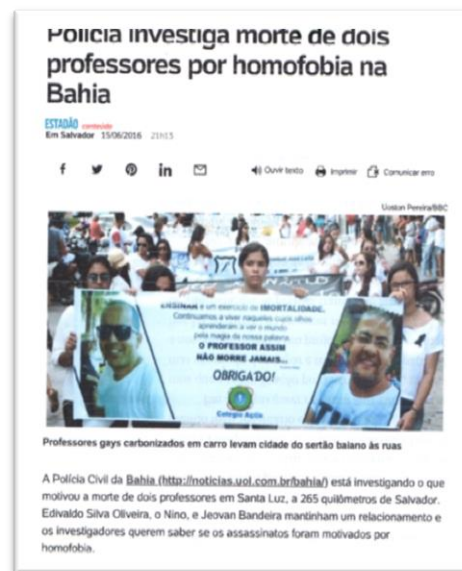 Polícia investiga morte de dois
professores por homofobia na
Bahia
ESTADÃO conteúdo
Em Salvador 15/06/2016 21h13
Ouvir texto Imprimir Comunicar erro
/BBC
ENSINAR é um exercício de IMORTALIDADE.
Continuamos a viver naqueles cujos olhos
aprenderam a ver o mundo
pela magia da nossa palavra.
O PROFESSOR ASSIM
NÃO MORRE JAMAIS...
OBRIGADO!
Colégio
Professores gays carbonizados em carro levam cidade do sertão baiano às ruas
A Polícia Civil da Bahia (http://noticias.uol.com.br/bahia/) está investigando o que
motivou a morte de dois professores em Santa Luz, a 265 quilômetros de Salvador.
Edivaldo Silva Oliveira, o Nino, e Jeovan Bandeira mantinham um relacionamento e
os investigadores querem saber se os assassinatos foram motivados por
homofobia.